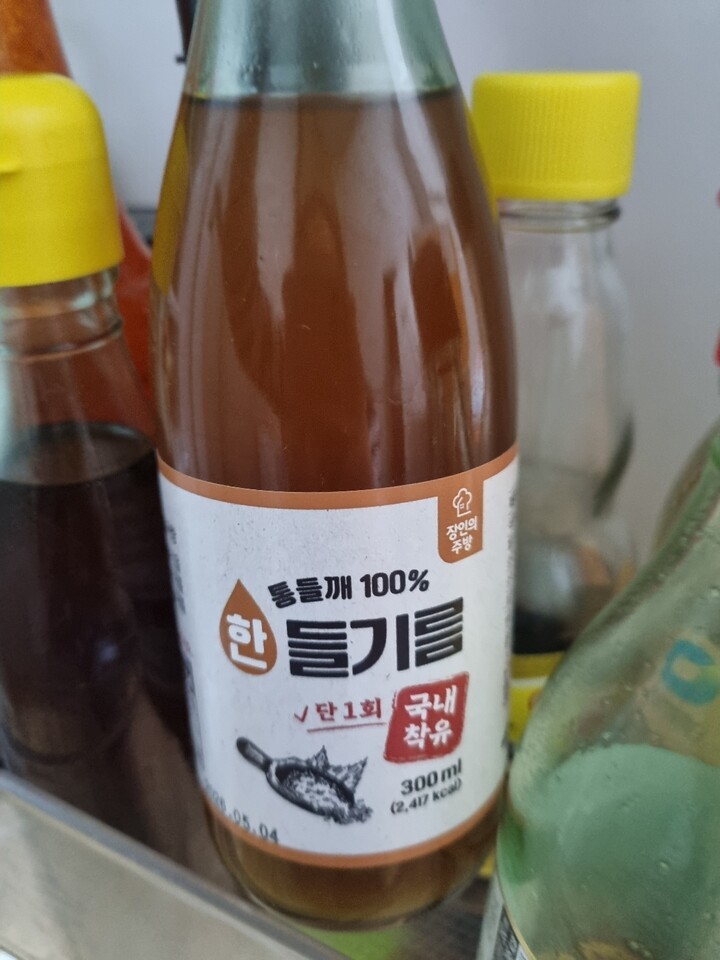 장인의
주방
통들깨 100%
한 들기름
✓단1회
국내
착유
300ml
(2,417 kcal)